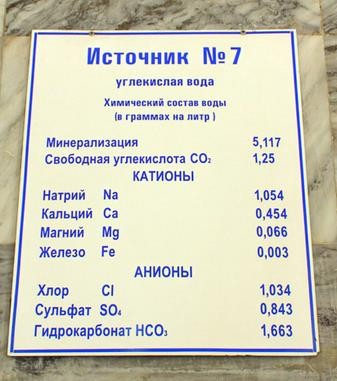 Источник №7
углекислая вода
Химический состав воды
(в граммах на литр)
Минерализация 5,117
Свободная углекислота CO₂ 1,25
КАТИОНЫ
Натрий Na 1,054
Кальций Ca 0,454
Магний Mg 0,066
Железо Fe 0,003
АНИОНЫ
Хлор Cl 1,034
Сульфат SO₄ 0,843
Гидрокарбонат HCO₃ 1,663